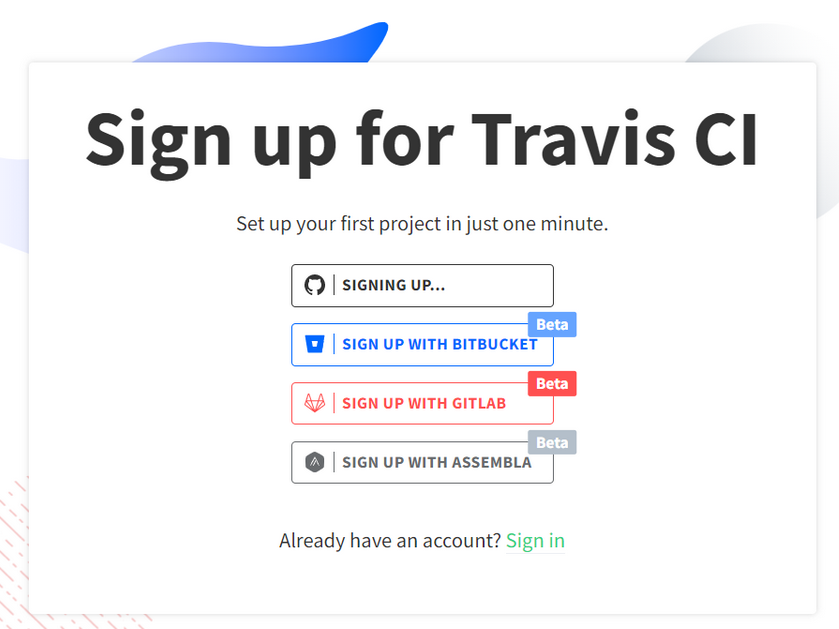 Sign up for Travis CI
Set up your first project in just one minute.
SIGNING UP...
Beta
SIGN UP WITH BITBUCKET
Beta
SIGN UP WITH GITLAB
Beta
SIGN UP WITH ASSEMBLA
Already have an account? Sign in